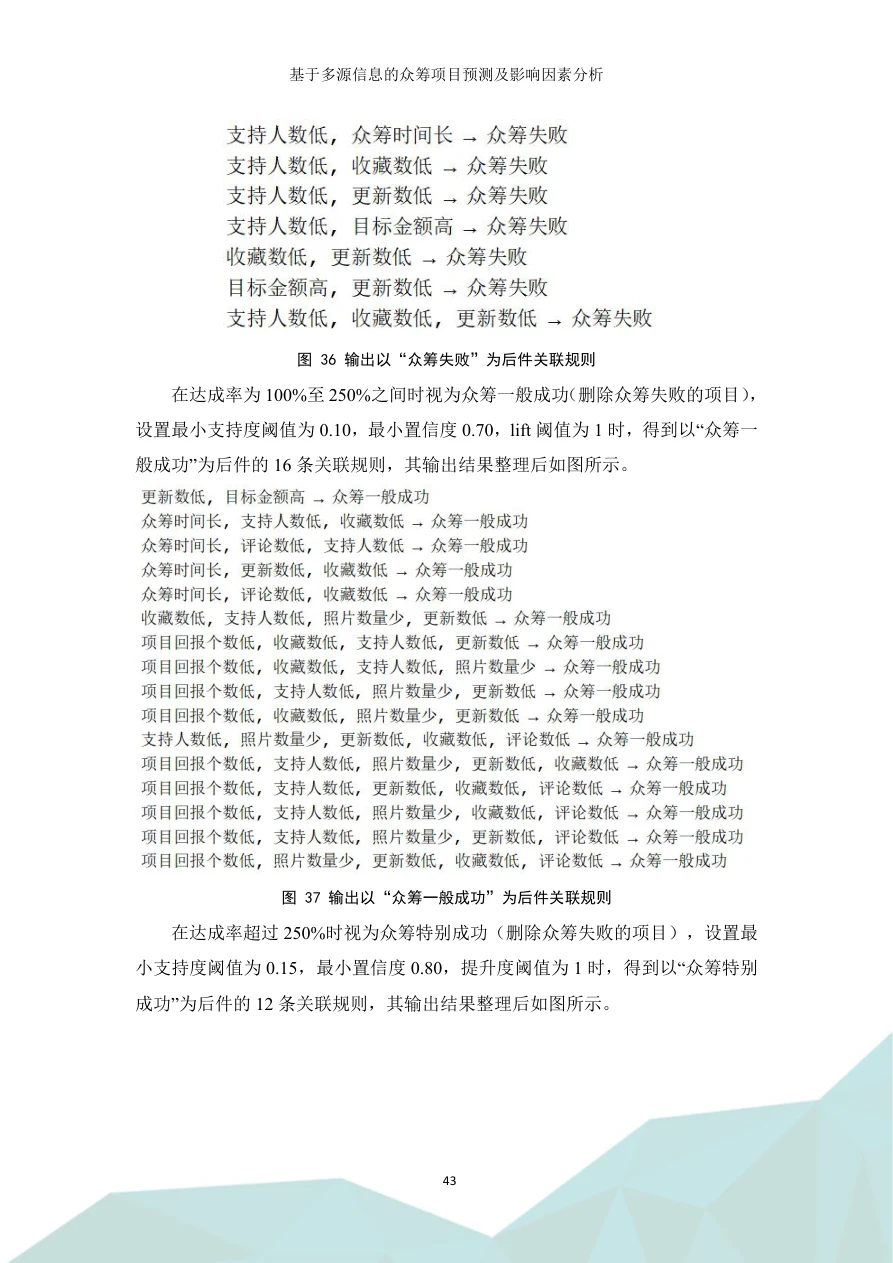 基于多源信息的众筹项目预测及影响因素分析
支持人数低, 众筹时间长 → 众筹失败
支持人数低, 收藏数低 → 众筹失败
支持人数低, 更新数低 → 众筹失败
支持人数低, 目标金额高 → 众筹失败
收藏数低, 更新数低 → 众筹失败
目标金额高, 更新数低 → 众筹失败
支持人数低, 收藏数低, 更新数低 → 众筹失败
图 36 输出以“众筹失败”为后件关联规则
在达成率为 100%至 250%之间时视为众筹一般成功（删除众筹失败的项目），
设置最小支持度阈值为 0.10，最小置信度 0.70，lift 阈值为 1 时，得到以“众筹一
般成功”为后件的 16 条关联规则，其输出结果整理后如图所示。
更新数低, 目标金额高 → 众筹一般成功
众筹时间长, 支持人数低, 收藏数低 → 众筹一般成功
众筹时间长, 评论数低, 支持人数低 → 众筹一般成功
众筹时间长, 更新数低, 收藏数低 → 众筹一般成功
众筹时间长, 评论数低, 收藏数低 → 众筹一般成功
收藏数低, 支持人数低, 照片数量少, 更新数低 → 众筹一般成功
项目回报个数低, 收藏数低, 支持人数低, 更新数低 → 众筹一般成功
项目回报个数低, 收藏数低, 支持人数低, 照片数量少 → 众筹一般成功
项目回报个数低, 支持人数低, 照片数量少, 更新数低 → 众筹一般成功
项目回报个数低, 收藏数低, 照片数量少, 更新数低 → 众筹一般成功
支持人数低, 照片数量少, 更新数低, 收藏数低, 评论数低 → 众筹一般成功
项目回报个数低, 支持人数低, 照片数量少, 更新数低, 收藏数低 → 众筹一般成功
项目回报个数低, 支持人数低, 更新数低, 收藏数低, 评论数低 → 众筹一般成功
项目回报个数低, 支持人数低, 照片数量少, 收藏数低, 评论数低 → 众筹一般成功
项目回报个数低, 支持人数低, 照片数量少, 更新数低, 评论数低 → 众筹一般成功
项目回报个数低, 照片数量少, 更新数低, 收藏数低, 评论数低 → 众筹一般成功
图 37 输出以“众筹一般成功”为后件关联规则
在达成率超过 250%时视为众筹特别成功（删除众筹失败的项目），设置最
小支持度阈值为 0.15，最小置信度 0.80，提升度阈值为 1 时，得到以“众筹特别
成功”为后件的 12 条关联规则，其输出结果整理后如图所示。
43